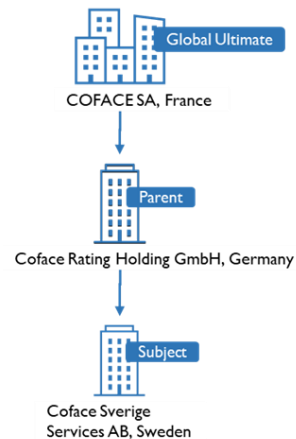 Global Ultimate
COFACE SA, France
Parent
Coface Rating Holding GmbH, Germany
Subject
Coface Sverige
Services AB, Sweden